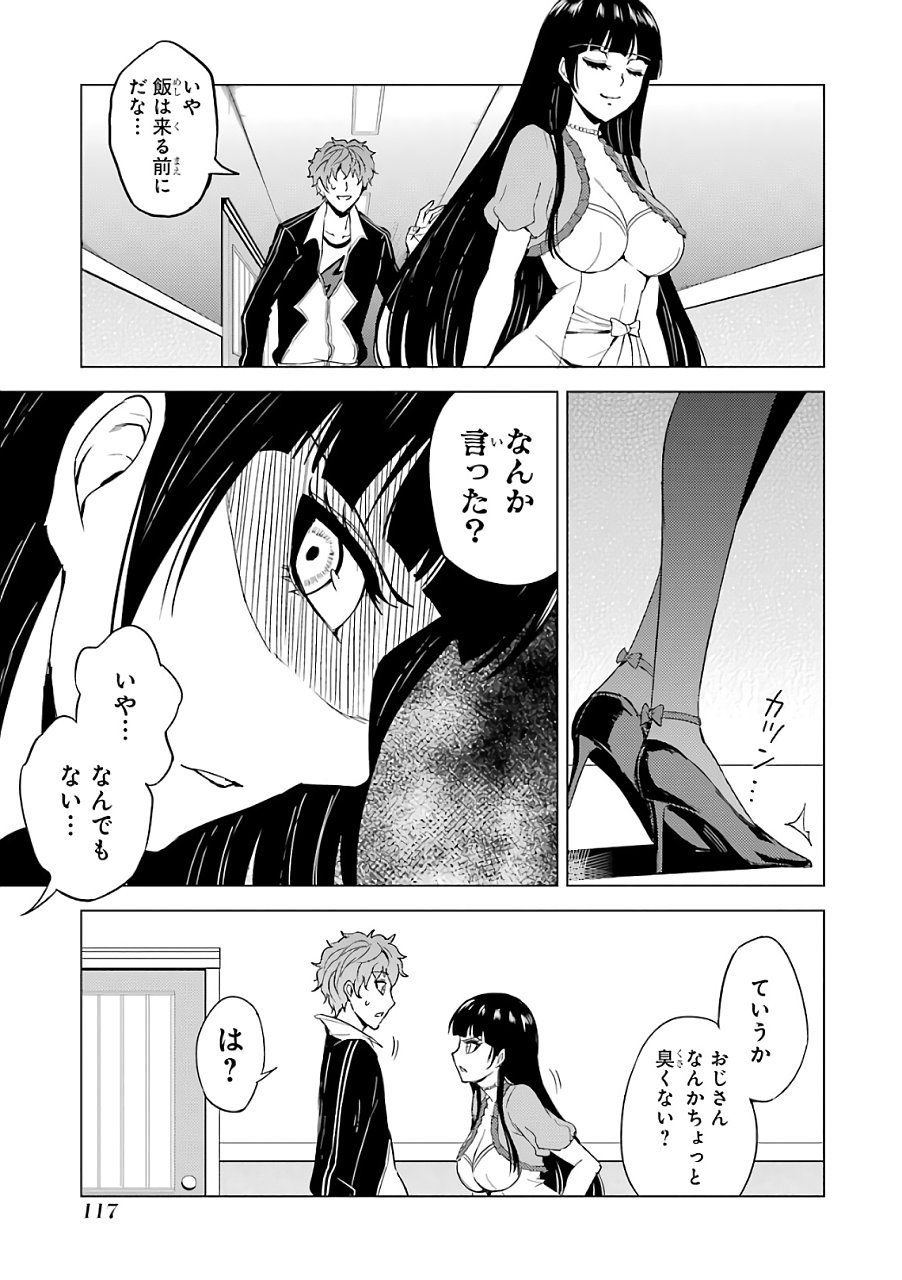 いや
飯は来る前に
だな…
カツン…
なんか
言った？
いや…
なんでも
ない…
ていうか
おじさん
なんかちょっと
臭くない？
は？
117